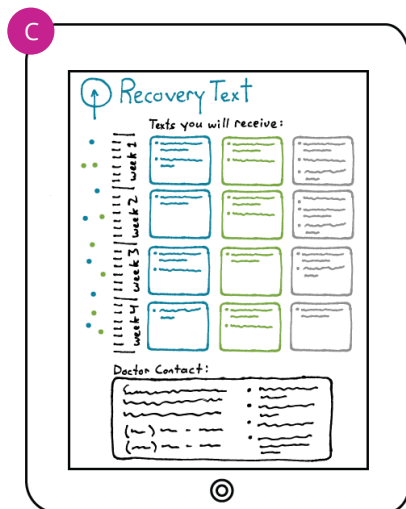 C
Recovery Text
Texts you will receive:
week 1
week 2
week 3
week 4
Doctor Contact: